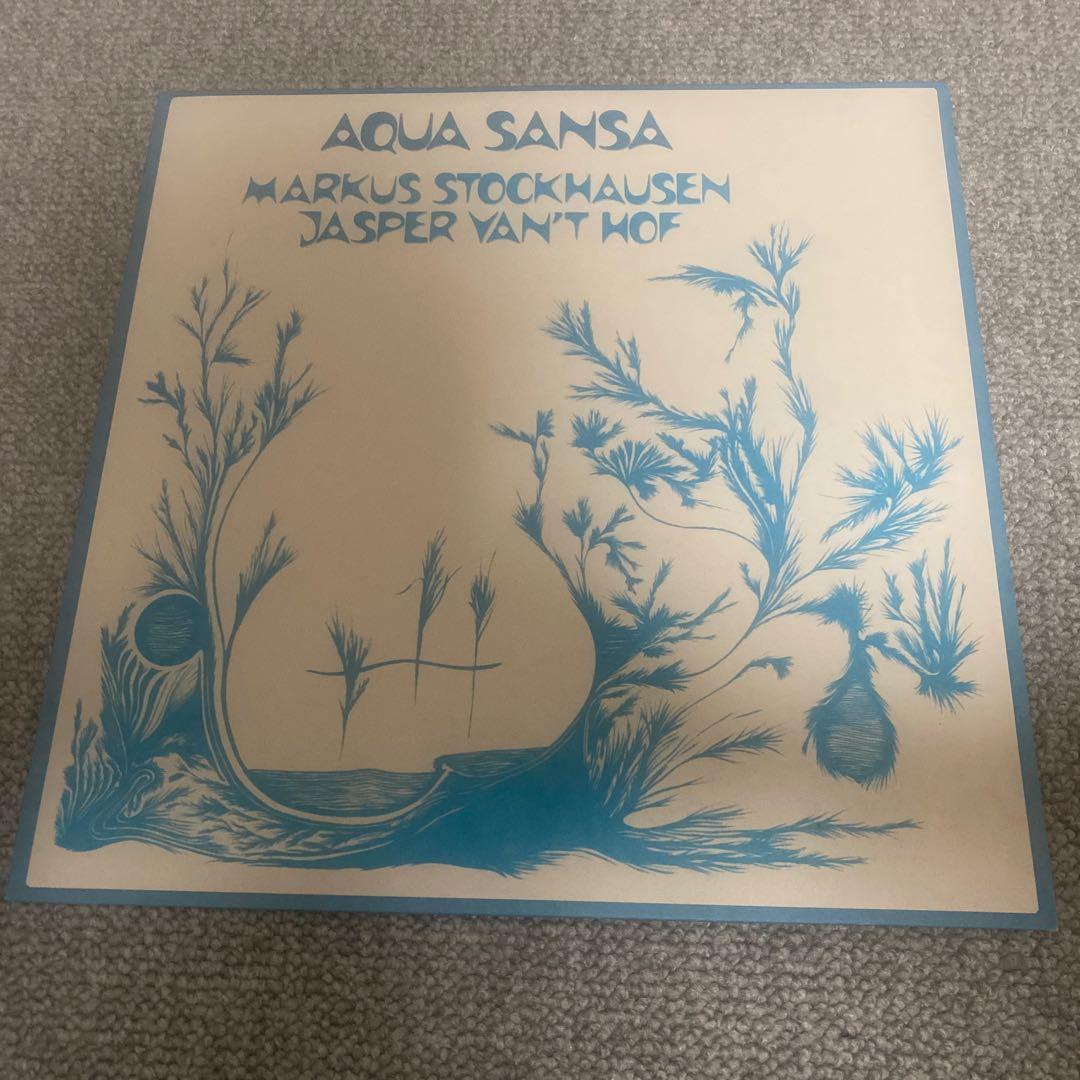 AQUA SANSA
MARKUS STOCKHAUSEN
JASPER VAN'T HOF